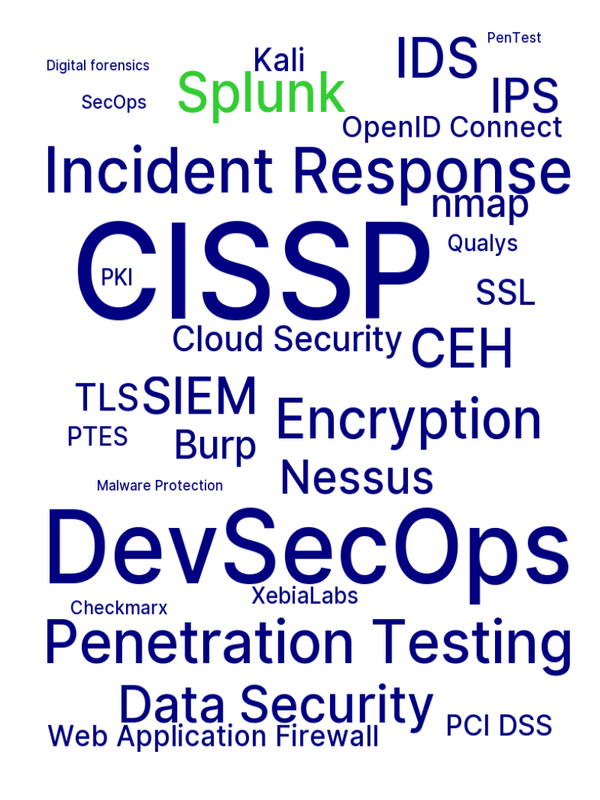 PenTest
IDS
Kali
Digital forensics
Splunk
IPS
SecOps
OpenID Connect
Incident Response
nmap
Qualys
CISSP
PKI
SSL
Cloud Security
CEH
TLS
SIEM
Encryption
PTES
Burp
Nessus
Malware Protection
DevSecOps
XebiaLabs
Checkmarx
Penetration Testing
Data Security
PCI DSS
Web Application Firewall